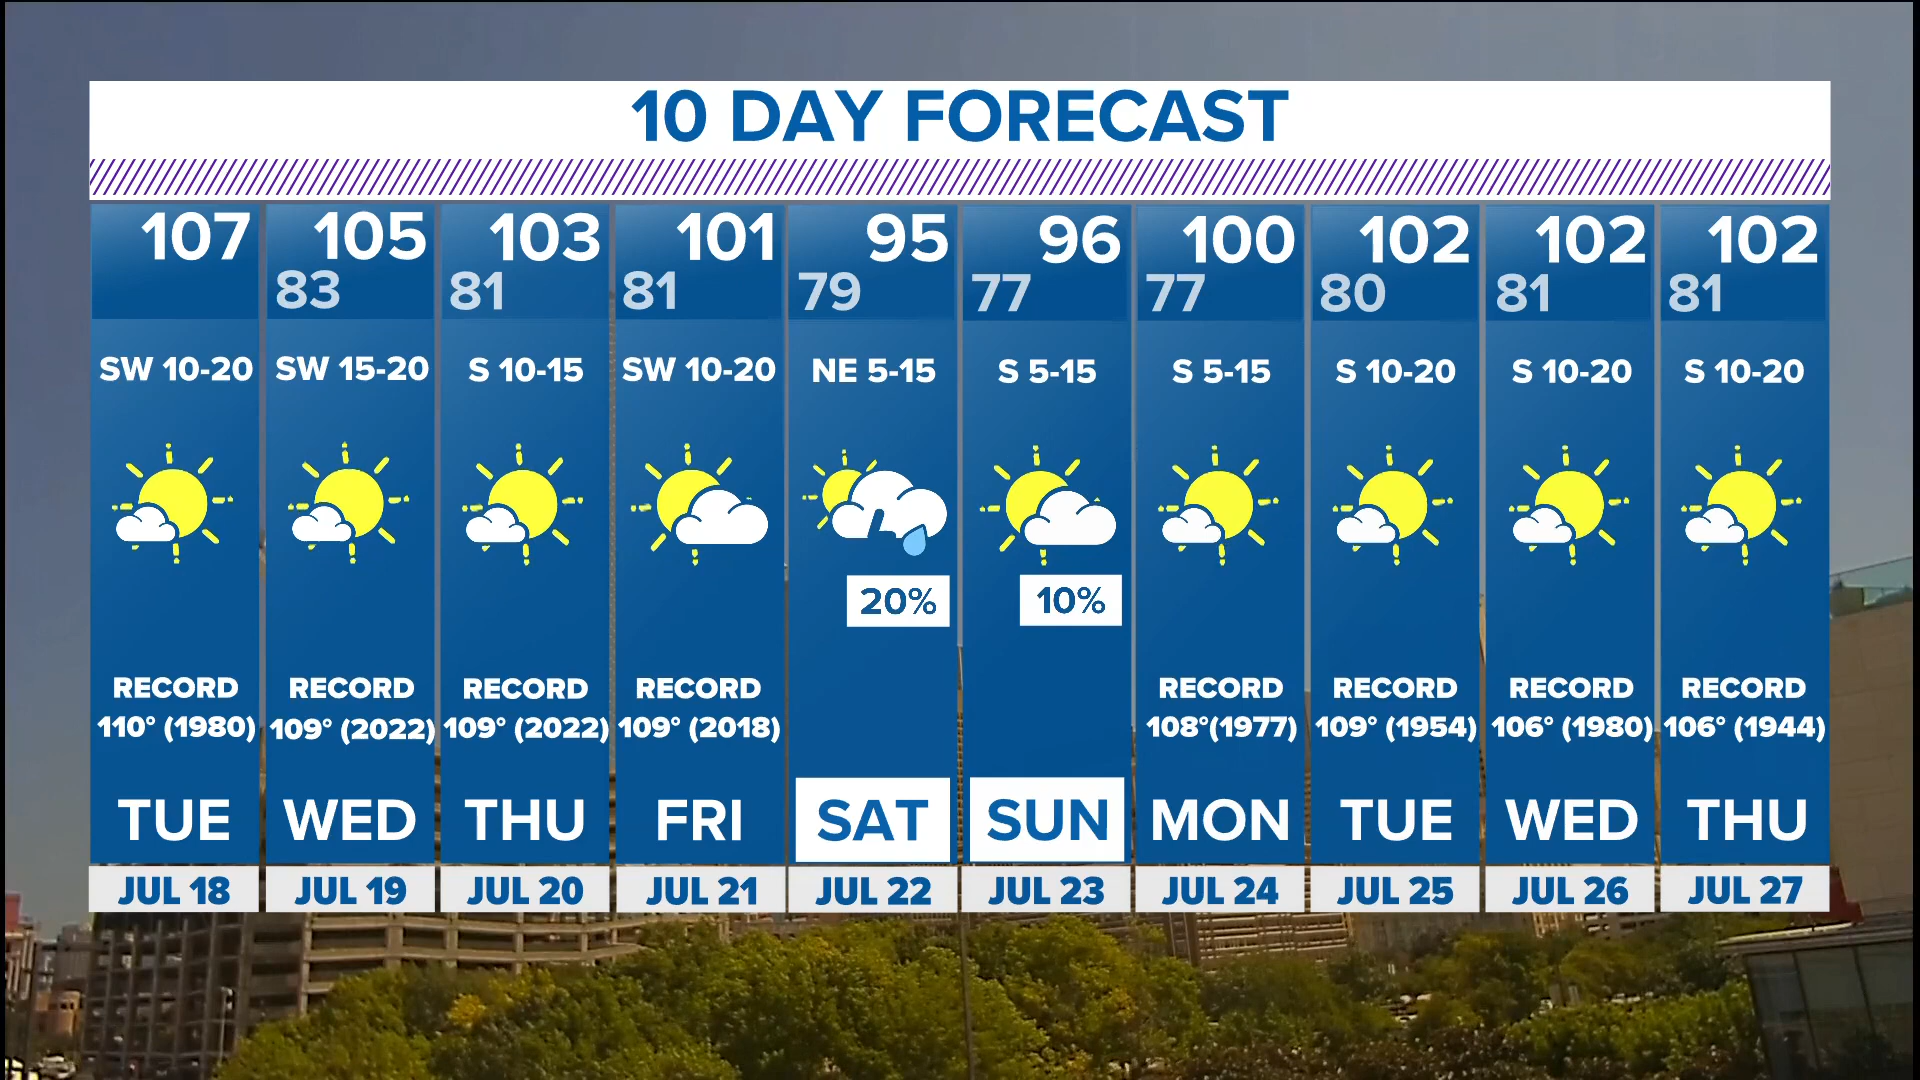 10 DAY FORECAST
107 105 103 101 95 96 100 102 102 102
83 81 81 79 77 77 80 81 81
SW 10-20 SW 15-20 S 10-15 SW 10-20 NE 5-15 S 5-15 S 5-15 S 10-20 S 10-20 S 10-20
20% 10%
RECORD RECORD RECORD RECORD RECORD RECORD RECORD RECORD
110° (1980) 109° (2022) 109° (2022) 109° (2018) 108°(1977) 109° (1954) 106° (1980) 106° (1944)
TUE WED THU FRI SAT SUN MON TUE WED THU
JUL 18 JUL 19 JUL 20 JUL 21 JUL 22 JUL 23 JUL 24 JUL 25 JUL 26 JUL 27